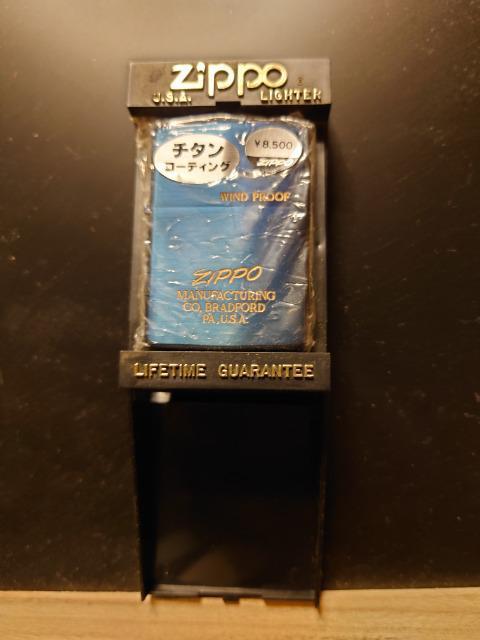 zippo
U.S.A. LIGHTER
チタン
コーティング
¥8,500
ZIPPO
WIND PROOF
ZIPPO
MANUFACTURING
CO, BRADFORD
PA, U.S.A.
LIFETIME GUARANTEE